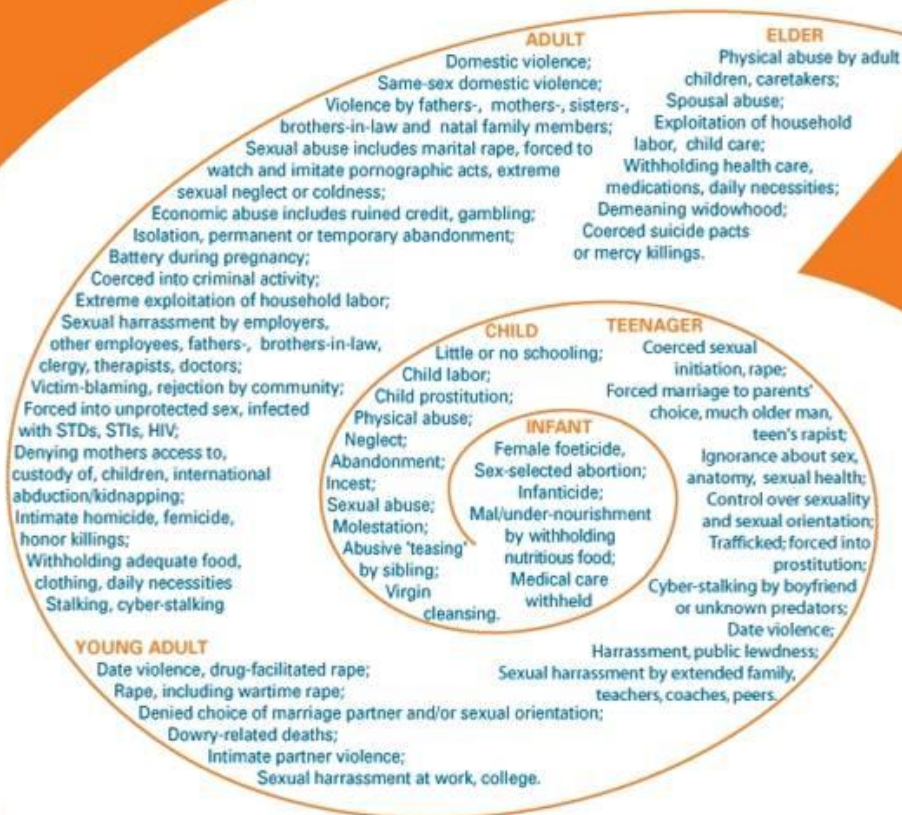 ADULT
Domestic violence;
Same-sex domestic violence;
Violence by fathers-, mothers-, sisters-,
brothers-in-law and natal family members;
Sexual abuse includes marital rape, forced to
watch and imitate pornographic acts, extreme
sexual neglect or coldness;
Economic abuse includes ruined credit, gambling;
Isolation, permanent or temporary abandonment;
Battery during pregnancy;
Coerced into criminal activity;
Extreme exploitation of household labor;
Sexual harrassment by employers,
other employees, fathers-, brothers-in-law,
clergy, therapists, doctors;
Victim-blaming, rejection by community;
Forced into unprotected sex, infected
with STDs, STIs, HIV;
Denying mothers access to,
custody of, children, international
abduction/kidnapping;
Intimate homicide, femicide,
honor killings;
Withholding adequate food,
clothing, daily necessities
Stalking, cyber-stalking
ELDER
Physical abuse by adult
children, caretakers;
Spousal abuse;
Exploitation of household
labor, child care;
Withholding health care,
medications, daily necessities;
Demeaning widowhood;
Coerced suicide pacts
or mercy killings.
CHILD
Little or no schooling;
Child labor;
Child prostitution;
Physical abuse;
Neglect;
Abandonment;
Incest;
Sexual abuse;
Molestation;
Abusive 'teasing'
by sibling;
Virgin
cleansing.
INFANT
Female foeticide,
Sex-selected abortion;
Infanticide;
Mal/under-nourishment
by withholding
nutritious food;
Medical care
withheld
TEENAGER
Coerced sexual
initiation, rape;
Forced marriage to parents'
choice, much older man,
teen's rapist;
Ignorance about sex,
anatomy, sexual health;
Control over sexuality
and sexual orientation;
Trafficked; forced into
prostitution;
Cyber-stalking by boyfriend
or unknown predators;
Date violence;
Harrassment, public lewdness;
Sexual harrassment by extended family,
teachers, coaches, peers.
YOUNG ADULT
Date violence, drug-facilitated rape;
Rape, including wartime rape;
Denied choice of marriage partner and/or sexual orientation;
Dowry-related deaths;
Intimate partner violence;
Sexual harrassment at work, college.